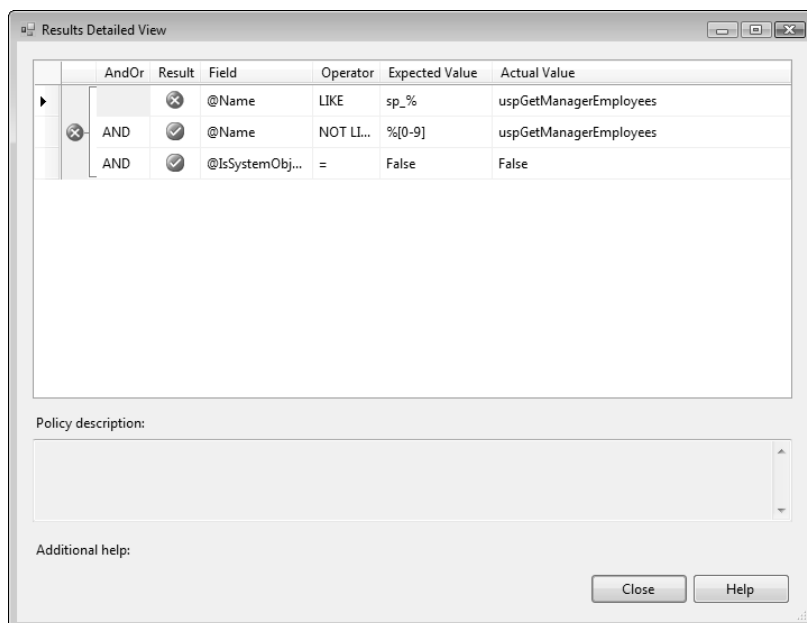 Results Detailed View
AndOr Result Field Operator Expected Value Actual Value
@Name LIKE sp_% uspGetManagerEmployees
AND @Name NOT LI... %[0-9] uspGetManagerEmployees
AND @IsSystemObj... = False False
Policy description:
Additional help:
Close Help